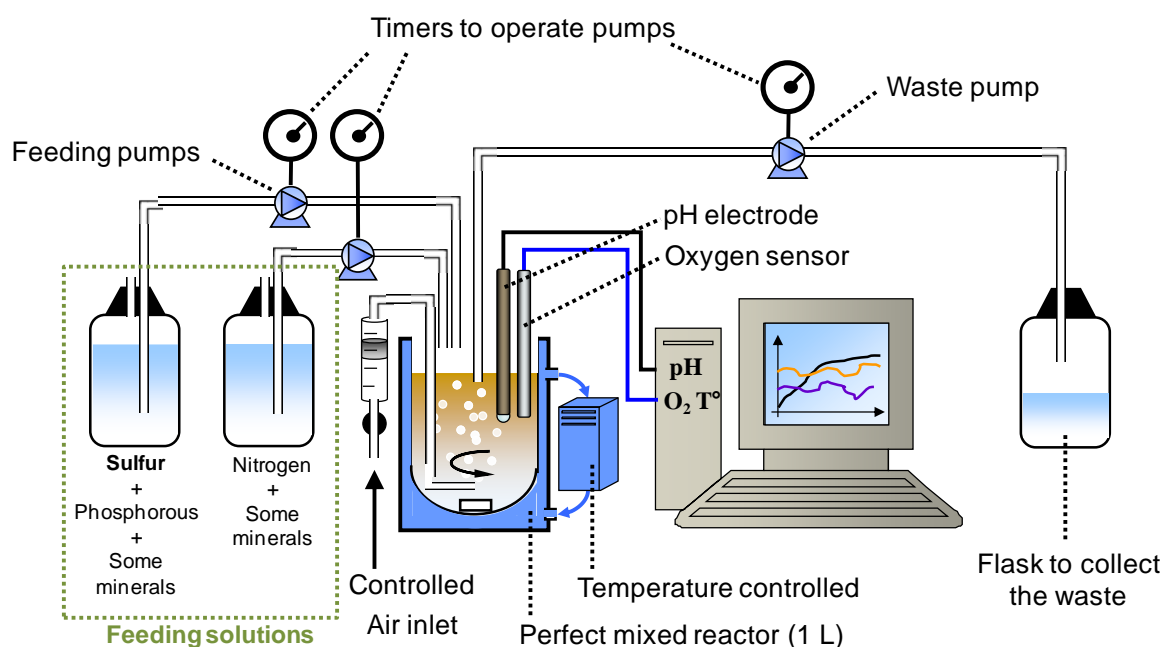 Timers to operate pumps
Waste pump
Feeding pumps
pH electrode
Oxygen sensor
pH
O₂ T°
Sulfur
+
Phosphorous
+
Some
minerals
Nitrogen
+
Some
minerals
Feeding solutions
Controlled
Air inlet
Temperature controlled
Perfect mixed reactor (1 L)
Flask to collect
the waste